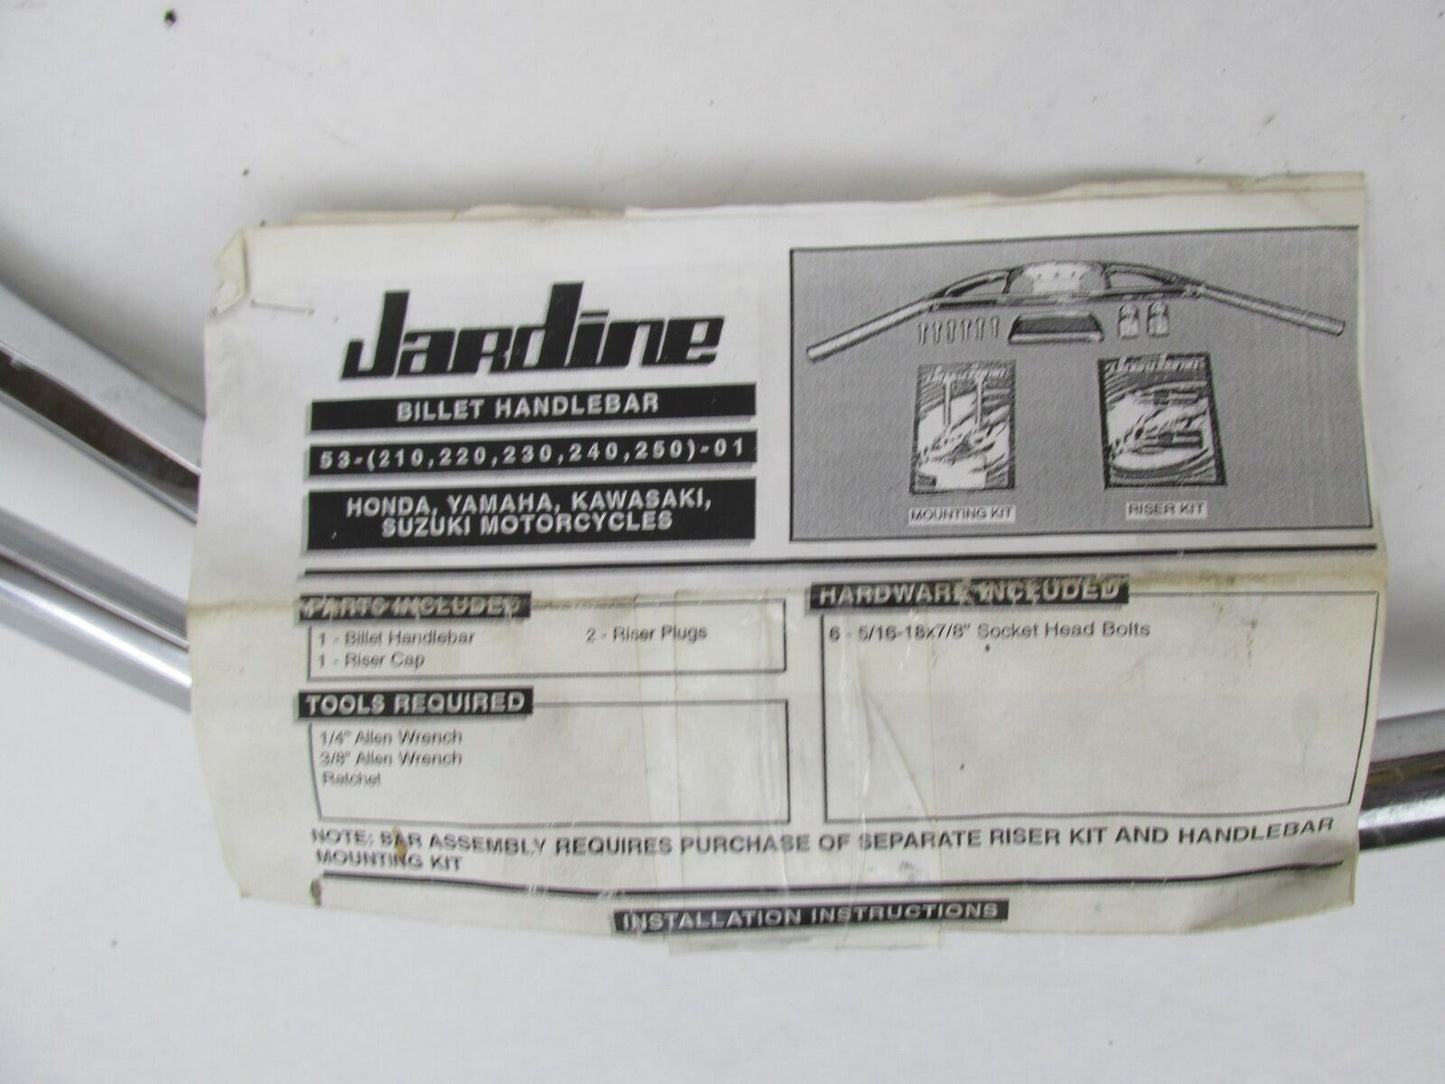 Jardine
BILLET HANDLEBAR
53-(210,220,230,240,250)-01
HONDA, YAMAHA, KAWASAKI,
SUZUKI MOTORCYCLES
MOUNTING KIT
RISER KIT
PARTS INCLUDED
1 - Billet Handlebar
2 - Riser Plugs
1 - Riser Cap
HARDWARE INCLUDED
6 - 5/16-18x7/8" Socket Head Bolts
TOOLS REQUIRED
1/4" Allen Wrench
3/8" Allen Wrench
Ratchet
NOTE: BAR ASSEMBLY REQUIRES PURCHASE OF SEPARATE RISER KIT AND HANDLEBAR
MOUNTING KIT
INSTALLATION INSTRUCTIONS